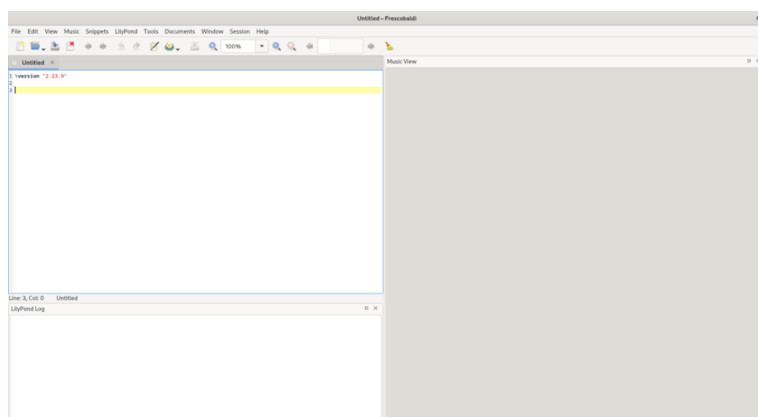 Untitled – Frescobaldi
File Edit View Music Snippets LilyPond Tools Documents Window Session Help
100%
Untitled
Music View
1 \version "2.23.0"
2
3
Line: 3, Col: 0 Untitled
LilyPond Log